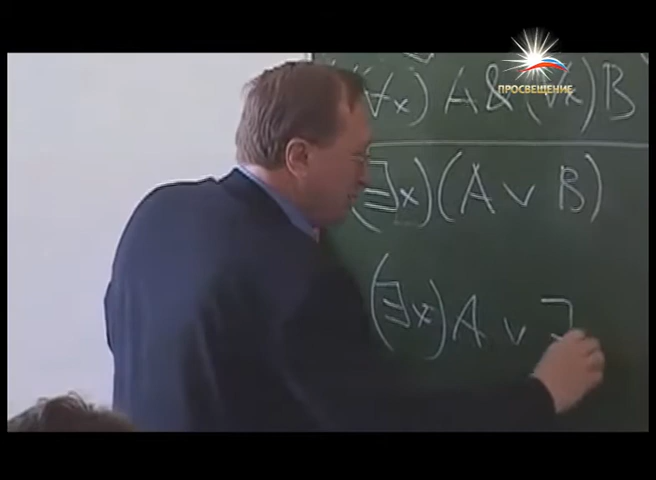 ПРОСВЕЩЕНИЕ
(∀x) A & (∀x) B
(∃x)(A ∨ B)
(∃x) A ∨ ∃